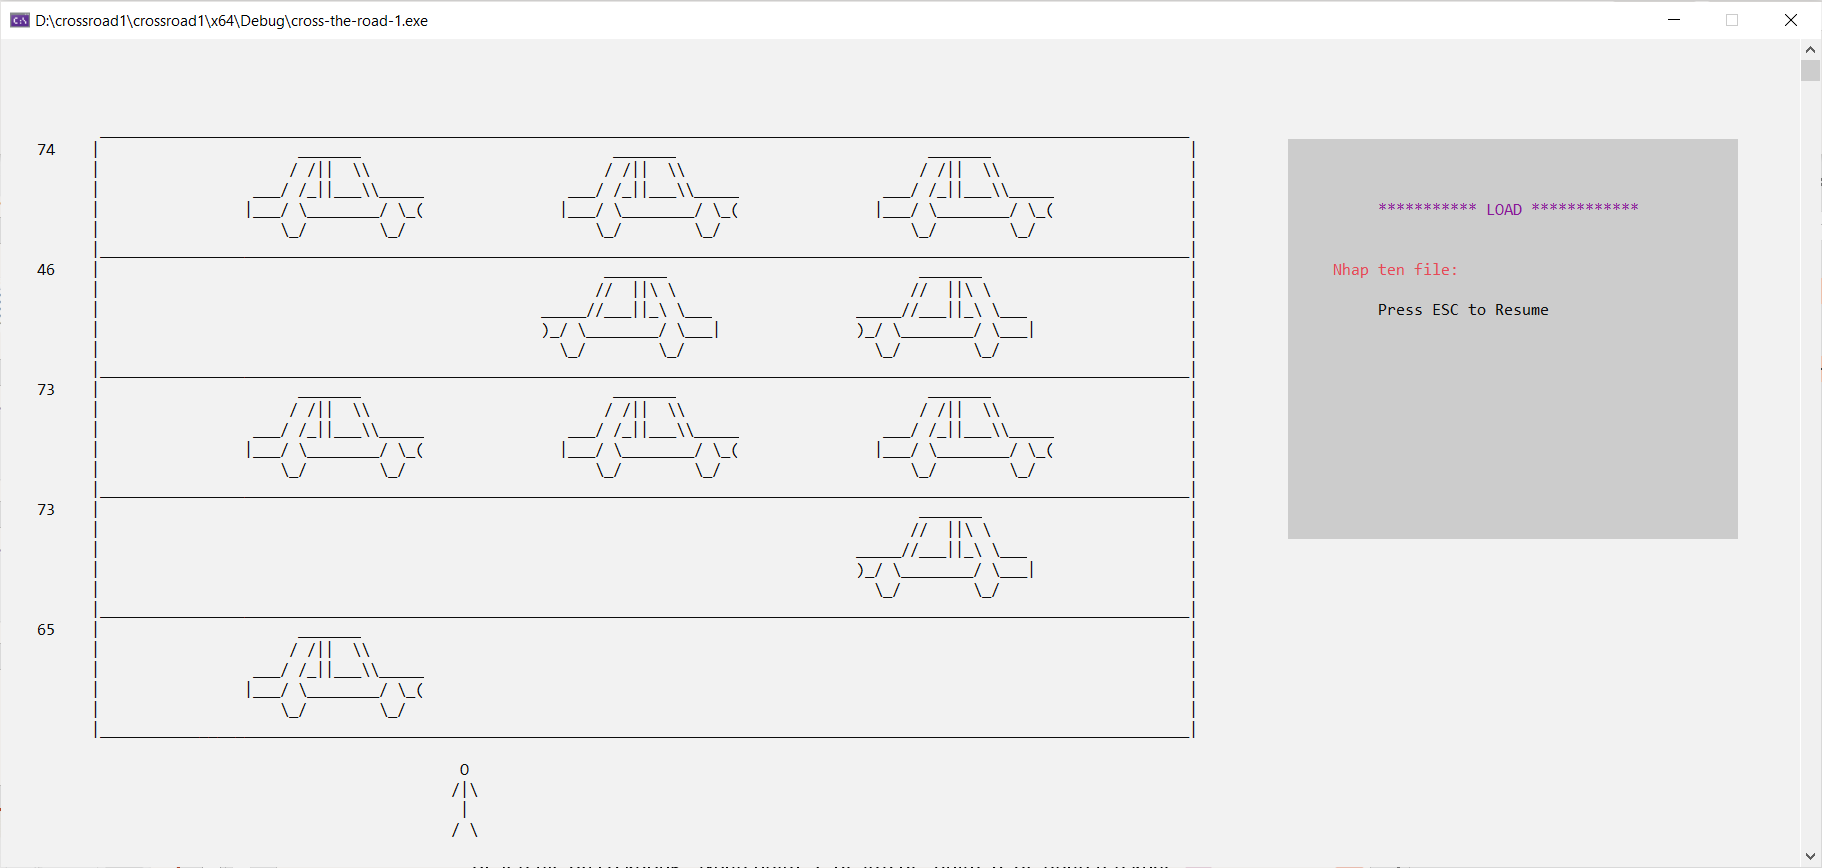 D:\crossroad1\crossroad1\x64\Debug\cross-the-road-1.exe
74
46
73
73
65
*********** LOAD ************
Nhap ten file:
Press ESC to Resume